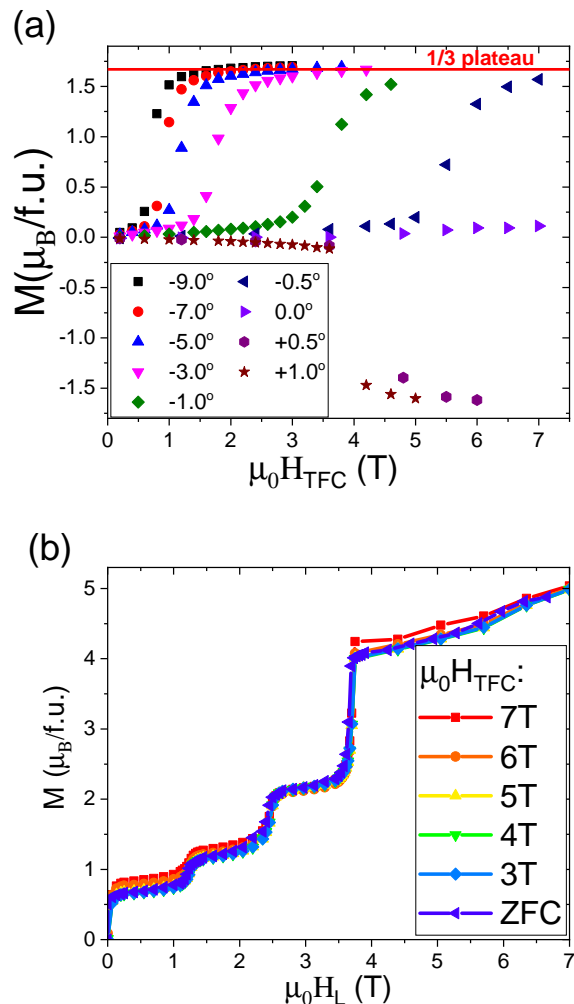 (a)
1/3 plateau
M(μB/f.u.)
1.5
1.0
0.5
0.0
-0.5
-1.0
-1.5
-9.0° -0.5°
-7.0° 0.0°
-5.0° +0.5°
-3.0° +1.0°
-1.0°
0 1 2 3 4 5 6 7
μ0HTFC (T)
(b)
M (μB/f.u.)
5
4
3
2
1
0
μ0HTFC:
7T
6T
5T
4T
3T
ZFC
0 1 2 3 4 5 6 7
μ0HL (T)